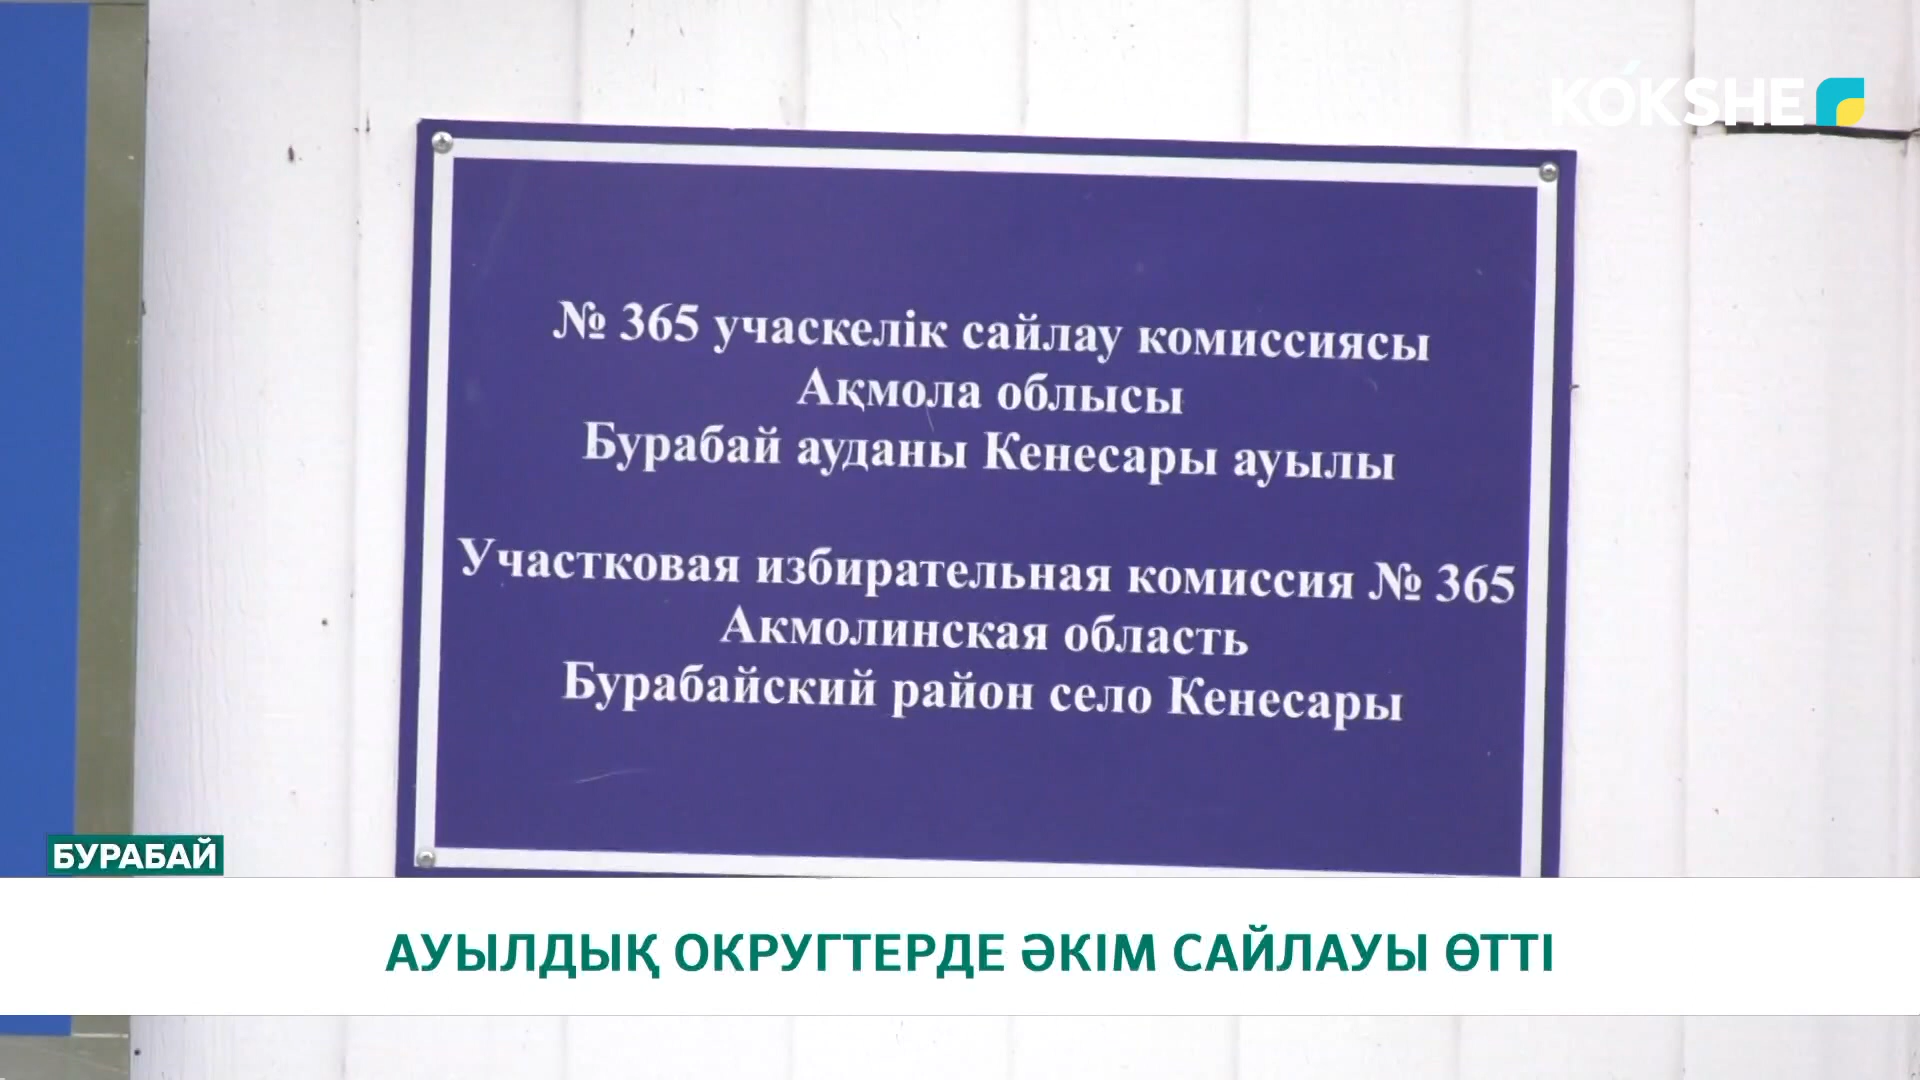 KÓKSHE
№ 365 учаскелік сайлау комиссиясы
Ақмола облысы
Бурабай ауданы Кенесары ауылы
Участковая избирательная комиссия № 365
Акмолинская область
Бурабайский район село Кенесары
БУРАБАЙ
АУЫЛДЫҚ ОКРУГТЕРДЕ ӘКІМ САЙЛАУЫ ӨТТІ